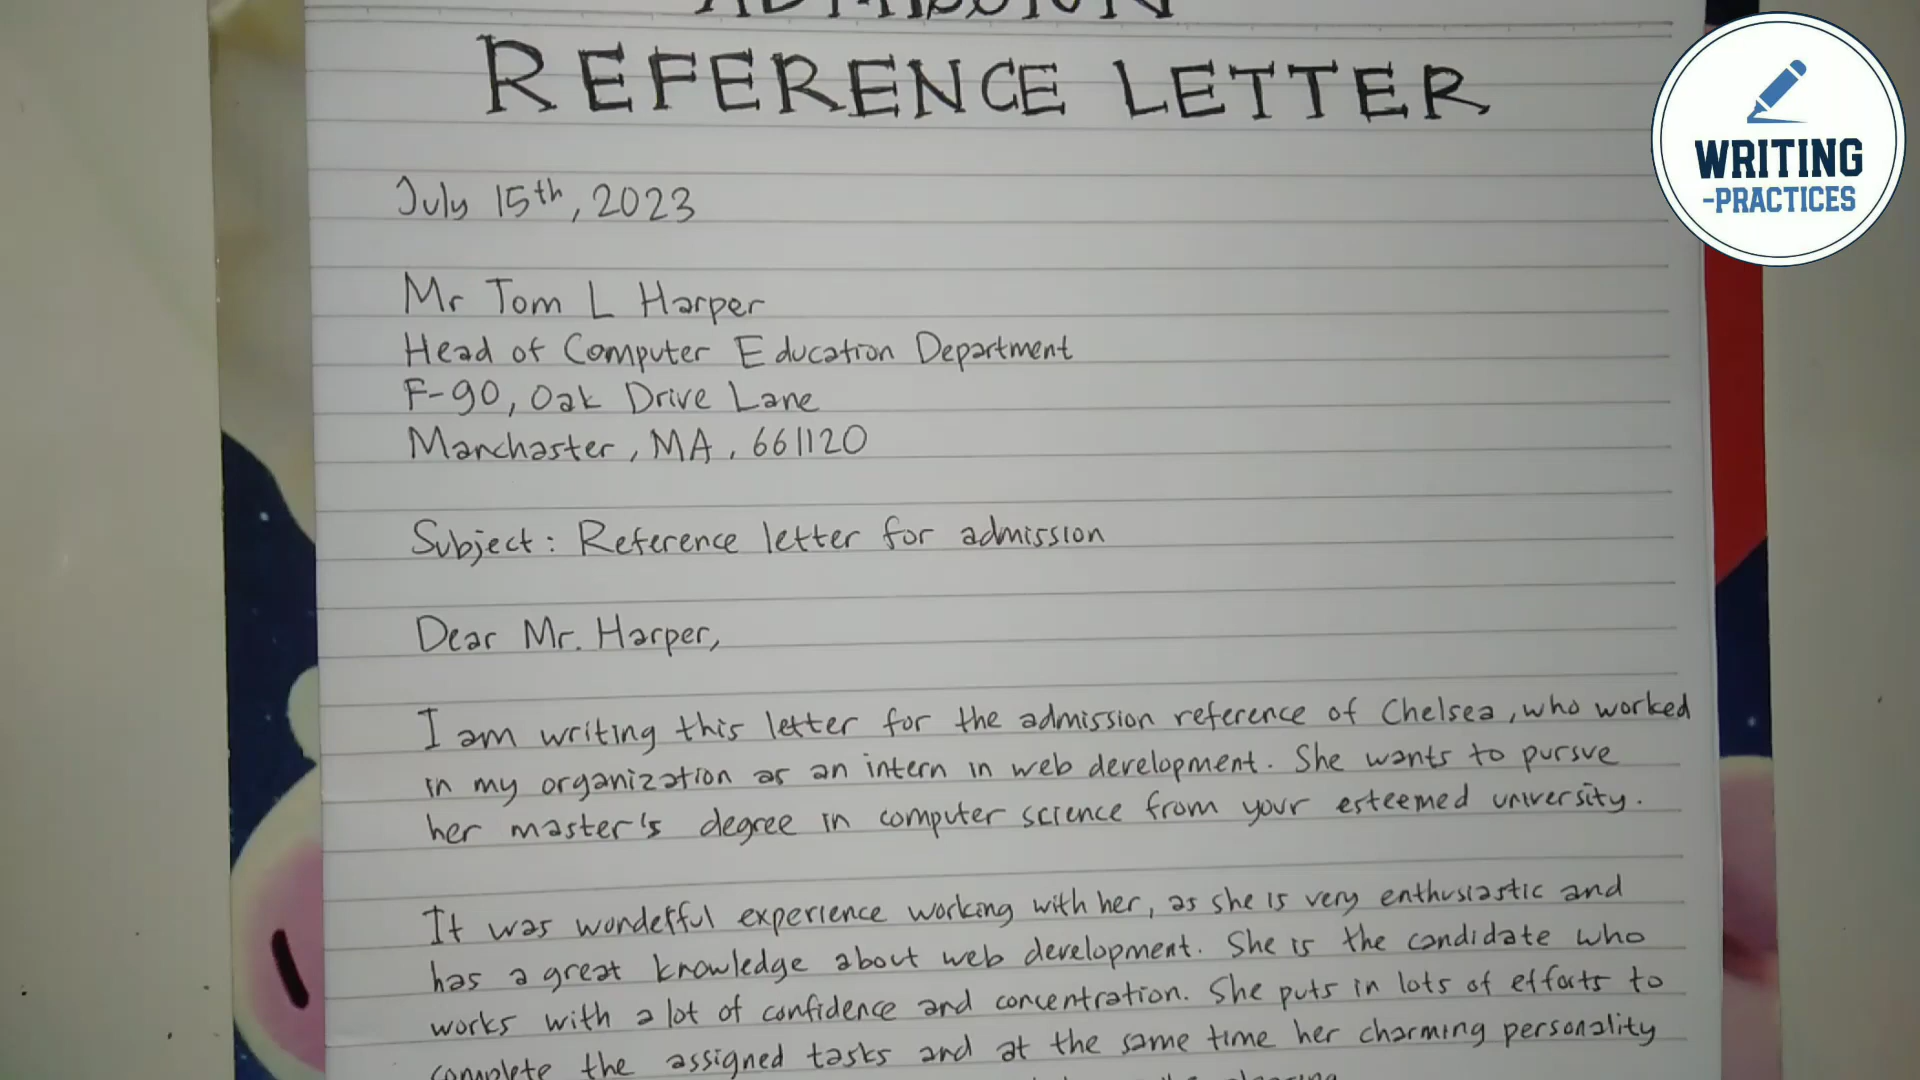 ADMISSION
REFERENCE LETTER
WRITING
-PRACTICES
July 15th, 2023
Mr Tom L Harper
Head of Computer Education Department
F-90, Oak Drive Lane
Manchaster, MA, 661120
Subject: Reference letter for admission
Dear Mr. Harper,
I am writing this letter for the admission reference of Chelsea, who worked
in my organization as an intern in web development. She wants to pursue
her master's degree in computer science from your esteemed university.
It was wonderful experience working with her, as she is very enthusiastic and
has a great knowledge about web development. She is the candidate who
works with a lot of confidence and concentration. She puts in lots of efforts to
complete the assigned tasks and at the same time her charming personality